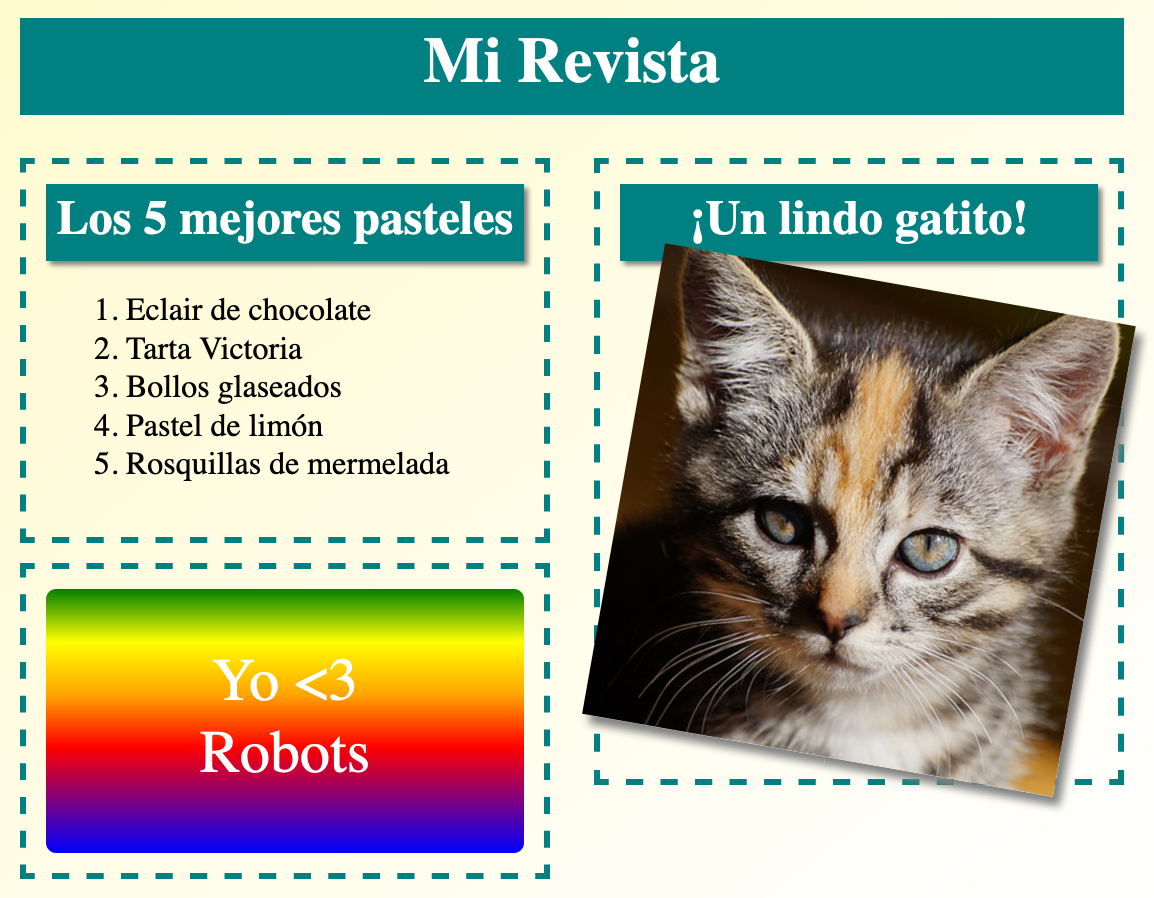 Mi Revista
Los 5 mejores pasteles
1. Eclair de chocolate
2. Tarta Victoria
3. Bollos glaseados
4. Pastel de limón
5. Rosquillas de mermelada
Yo <3
Robots
¡Un lindo gatito!